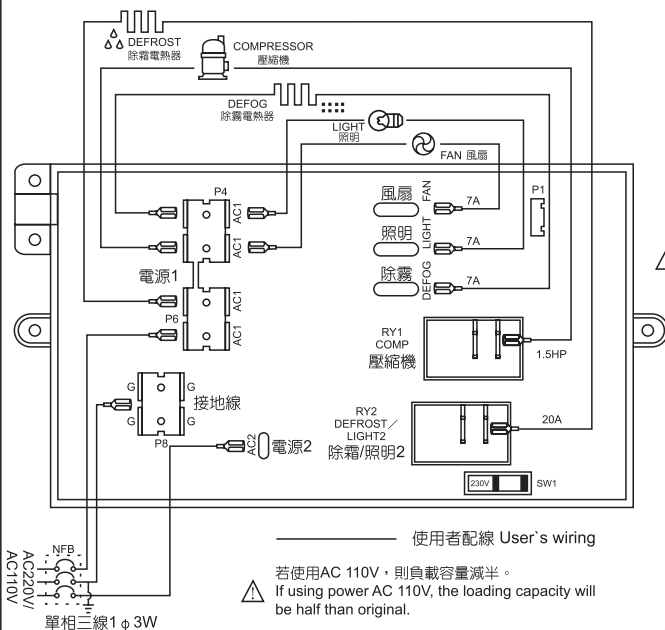 DEFROST
除霜電熱器
COMPRESSOR
壓縮機
DEFOG
除霧電熱器
LIGHT
照明
FAN 風扇
P4
AC1
AC1
電源1
P6
AC1
AC1
風扇
FAN
7A
照明
LIGHT
7A
除霧
DEFOG
7A
P1
RY1
COMP
壓縮機
1.5HP
G
G
G
G
接地線
P8
AC2
電源2
RY2
DEFROST／
LIGHT2
除霜/照明2
20A
230V
SW1
NFB
AC220V/
AC110V
單相三線1 φ 3W
使用者配線 User`s wiring
若使用AC 110V，則負載容量減半。
If using power AC 110V, the loading capacity will
be half than original.